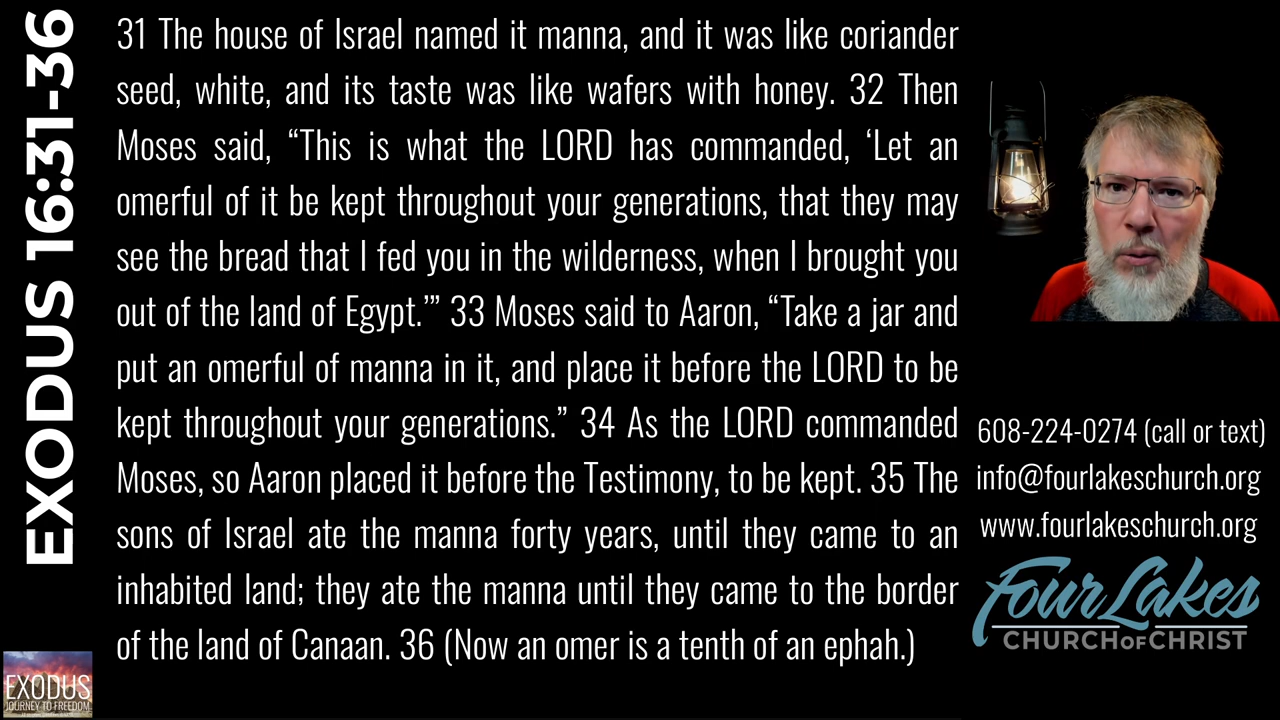 EXODUS 16:31-36
31 The house of Israel named it manna, and it was like coriander
seed, white, and its taste was like wafers with honey. 32 Then
Moses said, “This is what the LORD has commanded, ‘Let an
omerful of it be kept throughout your generations, that they may
see the bread that I fed you in the wilderness, when I brought you
out of the land of Egypt.’” 33 Moses said to Aaron, “Take a jar and
put an omerful of manna in it, and place it before the LORD to be
kept throughout your generations.” 34 As the LORD commanded
Moses, so Aaron placed it before the Testimony, to be kept. 35 The
sons of Israel ate the manna forty years, until they came to an
inhabited land; they ate the manna until they came to the border
of the land of Canaan. 36 (Now an omer is a tenth of an ephah.)
608-224-0274 (call or text)
info@fourlakeschurch.org
www.fourlakeschurch.org
Four Lakes
CHURCH OF CHRIST
EXODUS
JOURNEY TO FREEDOM